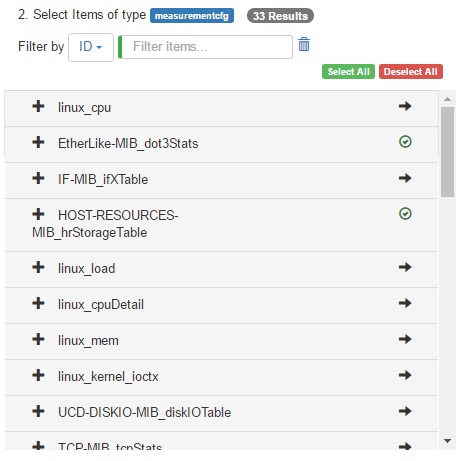 2. Select Items of type measurementcfg 33 Results
Filter by ID Filter items...
Select All Deselect All
linux_cpu
EtherLike-MIB_dot3Stats
IF-MIB_ifXTable
HOST-RESOURCES-
MIB_hrStorageTable
linux_load
linux_cpuDetail
linux_mem
linux_kernel_ioctx
UCD-DISKIO-MIB_diskIOTable
TCP-MIB_tcpStats